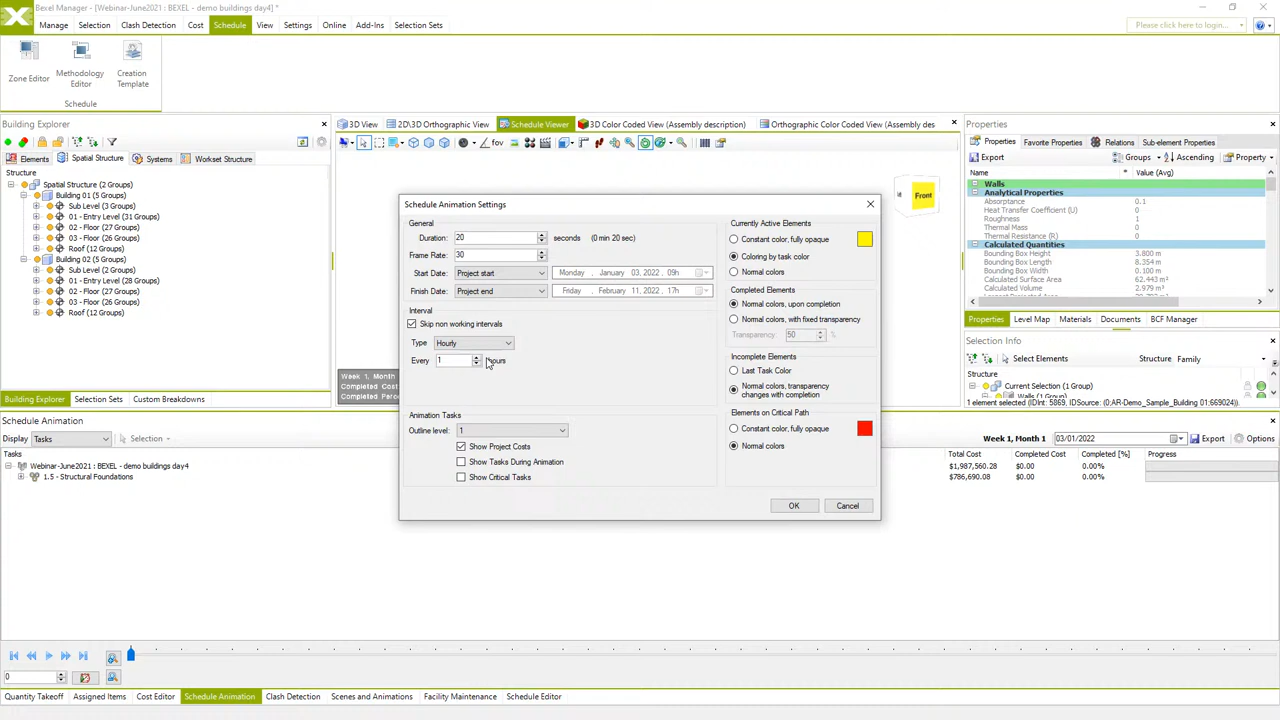 Bexel Manager - [Webinar-June2021 : BEXEL - demo buildings day4] *
Manage Selection Clash Detection Cost Schedule View Settings Online Add-Ins Selection Sets
Please click here to login...
Zone Editor
Methodology Editor
Creation Template
Schedule
Building Explorer
Elements Spatial Structure Systems Workset Structure
Structure
Spatial Structure (2 Groups)
Building 01 (5 Groups)
Sub Level (3 Groups)
01 - Entry Level (31 Groups)
02 - Floor (27 Groups)
03 - Floor (26 Groups)
Roof (12 Groups)
Building 02 (5 Groups)
Sub Level (2 Groups)
01 - Entry Level (28 Groups)
02 - Floor (27 Groups)
03 - Floor (26 Groups)
Roof (12 Groups)
Building Explorer Selection Sets Custom Breakdowns
3D View 2D\3D Orthographic View Schedule Viewer 3D Color Coded View (Assembly description) Orthographic Color Coded View (Assembly des
fov
Front
Week 1, Month
Completed Cost
Completed Perce
Schedule Animation Settings
General
Duration: 20 seconds (0 min 20 sec)
Frame Rate: 30
Start Date: Project start Monday , January 03, 2022 , 09h
Finish Date: Project end Friday , February 11, 2022 , 17h
Interval
Skip non working intervals
Type Hourly
Every 1 hours
Animation Tasks
Outline level: 1
Show Project Costs
Show Tasks During Animation
Show Critical Tasks
Currently Active Elements
Constant color, fully opaque
Coloring by task color
Normal colors
Completed Elements
Normal colors, upon completion
Normal colors, with fixed transparency
Transparency: 50 %
Incomplete Elements
Last Task Color
Normal colors, transparency changes with completion
Elements on Critical Path
Constant color, fully opaque
Normal colors
OK Cancel
Properties
Properties Favorite Properties Relations Sub-element Properties
Export Groups Ascending Property
Name * Value (Avg)
Walls
Analytical Properties
Absorptance 0.1
Heat Transfer Coefficient (U) 0
Roughness 1
Thermal Mass 0
Thermal Resistance (R) 0
Calculated Quantities
Bounding Box Height 3.800 m
Bounding Box Length 8.354 m
Bounding Box Width 0.100 m
Calculated Surface Area 62.443 m²
Calculated Volume 2.979 m³
Properties Level Map Materials Documents BCF Manager
Selection Info
Select Elements Structure Family
Structure
Current Selection (1 Group)
Walls (1 Group)
1 element selected (IDInt: 5869, IDSource: (0:AR-Demo_Sample_Building 01:669024))
Schedule Animation
Display Tasks Selection
Week 1, Month 1 03/01/2022 Export Options
Tasks Total Cost Completed Cost Completed [%] Progress
Webinar-June2021 : BEXEL - demo buildings day4 $1,987,560.28 $0.00 0.00%
1.5 - Structural Foundations $786,690.08 $0.00 0.00%
0
Quantity Takeoff Assigned Items Cost Editor Schedule Animation Clash Detection Scenes and Animations Facility Maintenance Schedule Editor